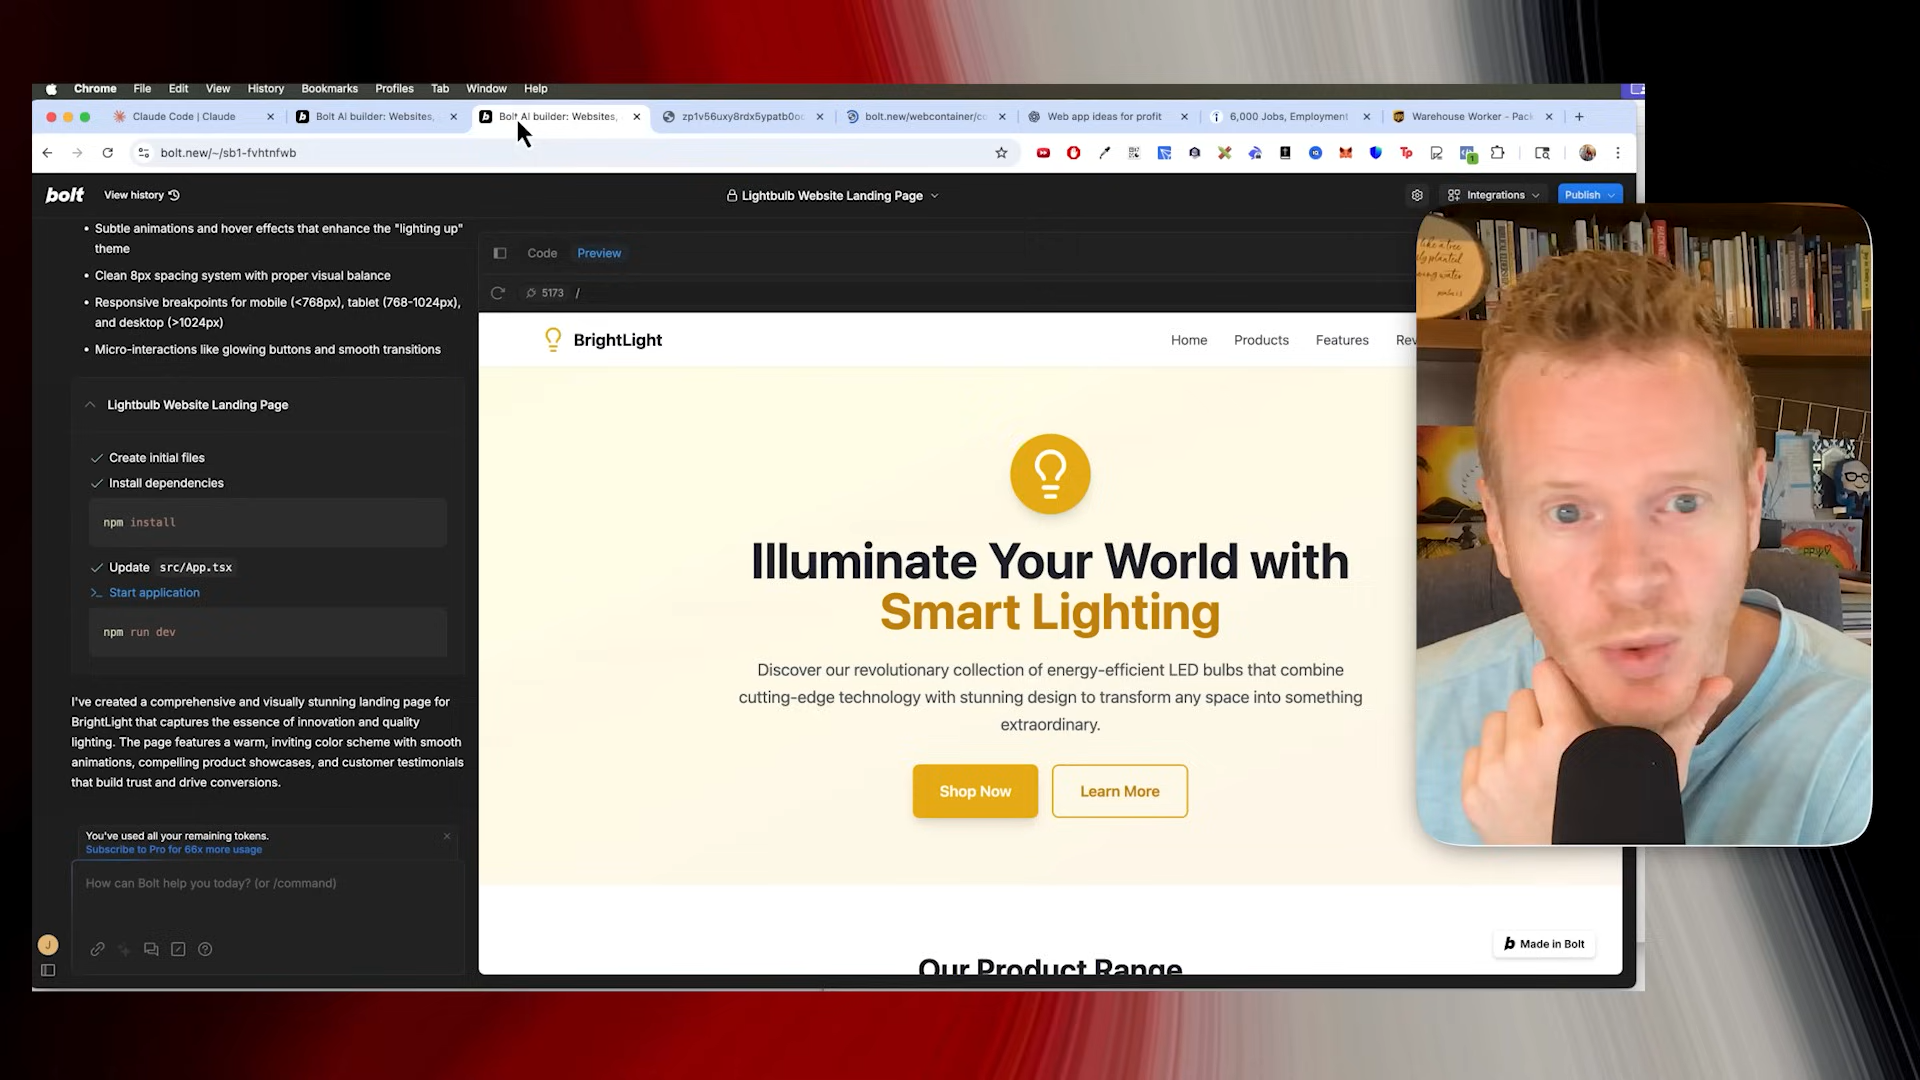 Chrome File Edit View History Bookmarks Profiles Tab Window Help
Claude Code | Claude
Bolt AI builder: Websites,
Bolt AI builder: Websites,
zp1v56uxy8rdx5ypatb0oc
bolt.new/webcontainer/cc
Web app ideas for profit
6,000 Jobs, Employment
Warehouse Worker - Pack
bolt.new/~/sb1-fvhtnfwb
bolt
View history
Lightbulb Website Landing Page
Integrations
Publish
Subtle animations and hover effects that enhance the "lighting up"
theme
Clean 8px spacing system with proper visual balance
Responsive breakpoints for mobile (<768px), tablet (768-1024px),
and desktop (>1024px)
Micro-interactions like glowing buttons and smooth transitions
Lightbulb Website Landing Page
Create initial files
Install dependencies
npm install
Update src/App.tsx
Start application
npm run dev
I've created a comprehensive and visually stunning landing page for
BrightLight that captures the essence of innovation and quality
lighting. The page features a warm, inviting color scheme with smooth
animations, compelling product showcases, and customer testimonials
that build trust and drive conversions.
You've used all your remaining tokens.
Subscribe to Pro for 66x more usage
How can Bolt help you today? (or /command)
J
Code Preview
5173 /
BrightLight
Home Products Features Rev
Illuminate Your World with
Smart Lighting
Discover our revolutionary collection of energy-efficient LED bulbs that combine
cutting-edge technology with stunning design to transform any space into something
extraordinary.
Shop Now
Learn More
Our Product Range
b Made in Bolt
like a tree
planted